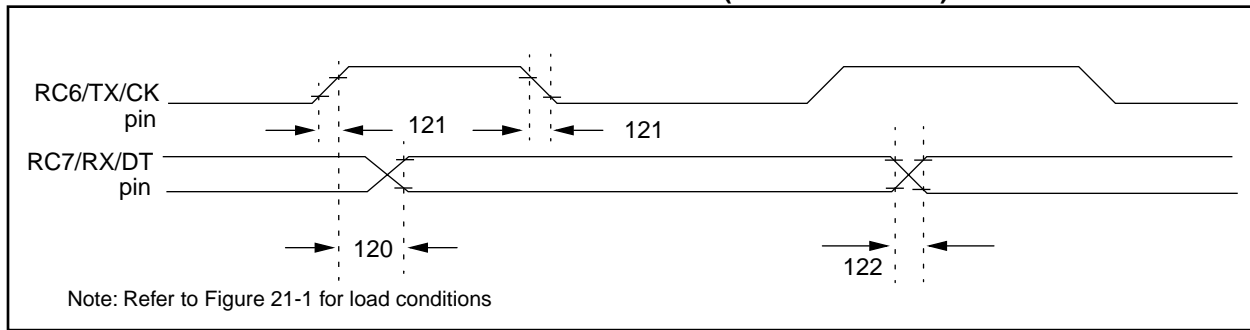 RC6/TX/CK
pin
121
121
RC7/RX/DT
pin
120
122
Note: Refer to Figure 21-1 for load conditions